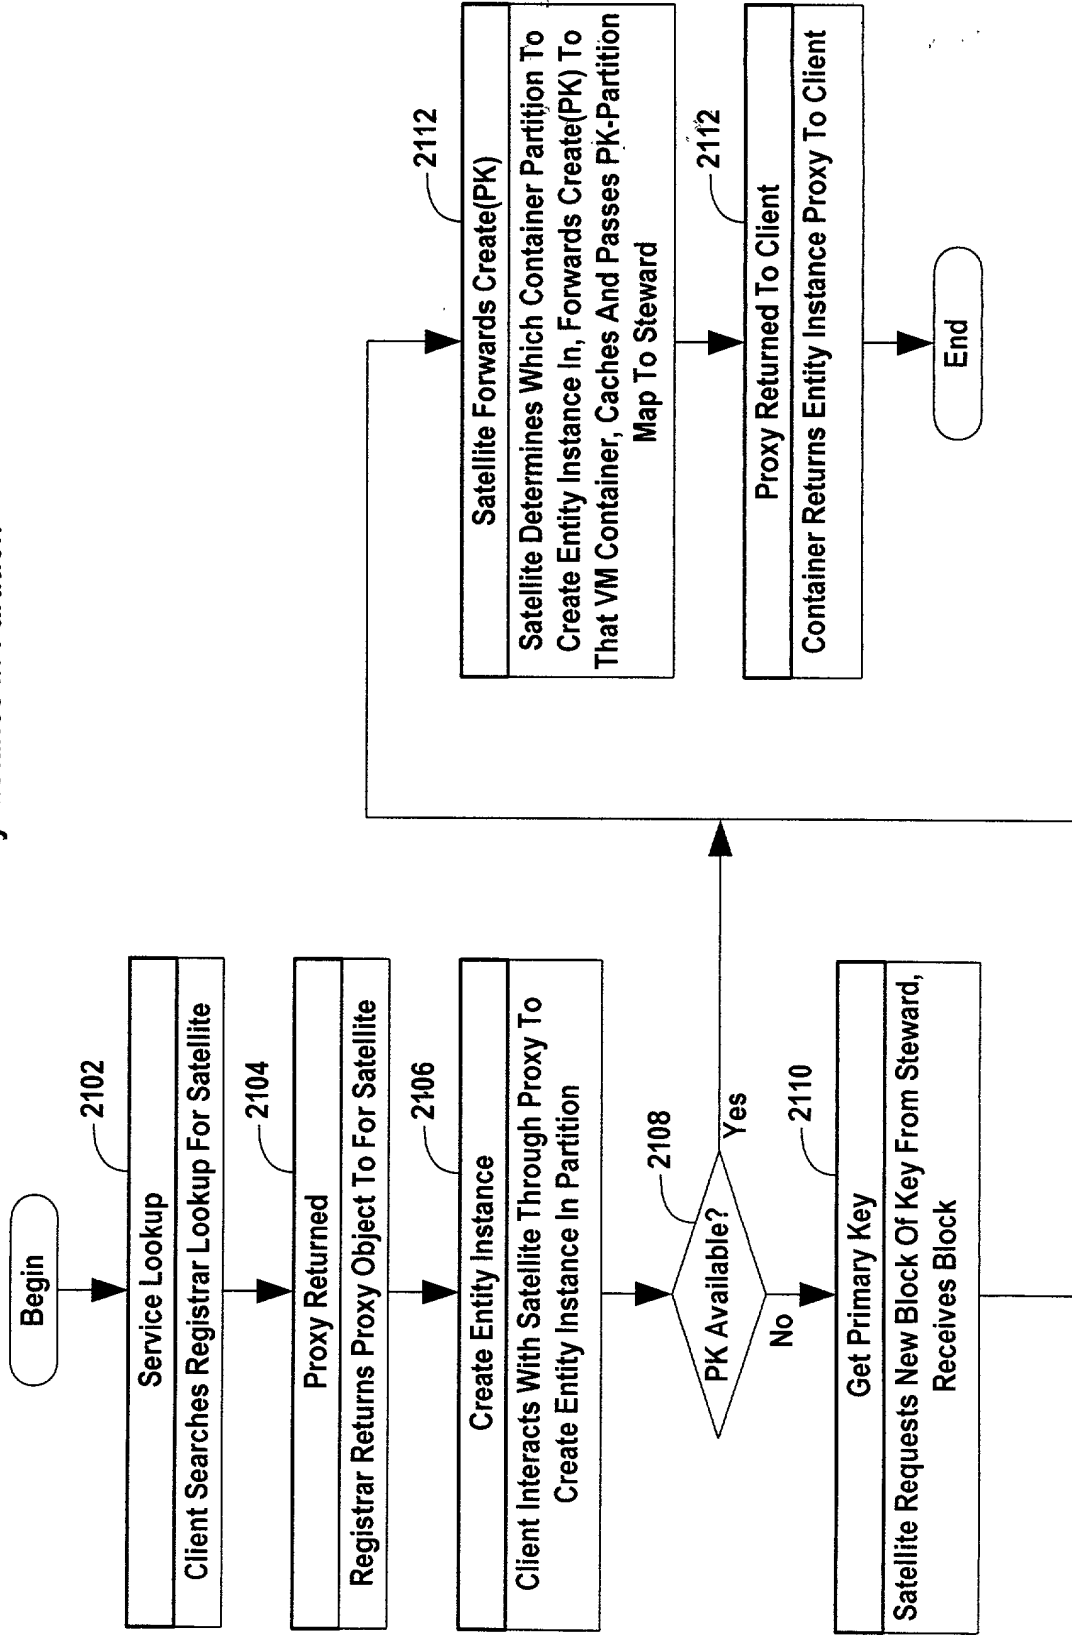 Begin
2102
Service Lookup
Client Searches Registrar Lookup For Satellite
2104
Proxy Returned
Registrar Returns Proxy Object To For Satellite
2106
Create Entity Instance
Client Interacts With Satellite Through Proxy To
Create Entity Instance In Partition
2108
PK Available?
Yes
No
2110
Get Primary Key
Satellite Requests New Block Of Key From Steward,
Receives Block
2112
Satellite Forwards Create(PK)
Satellite Determines Which Container Partition To
Create Entity Instance In, Forwards Create(PK) To
That VM Container, Caches And Passes PK-Partition
Map To Steward
2112
Proxy Returned To Client
Container Returns Entity Instance Proxy To Client
End